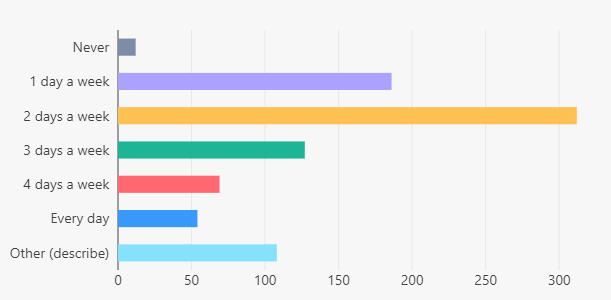 Never
1 day a week
2 days a week
3 days a week
4 days a week
Every day
Other (describe)
0 50 100 150 200 250 300